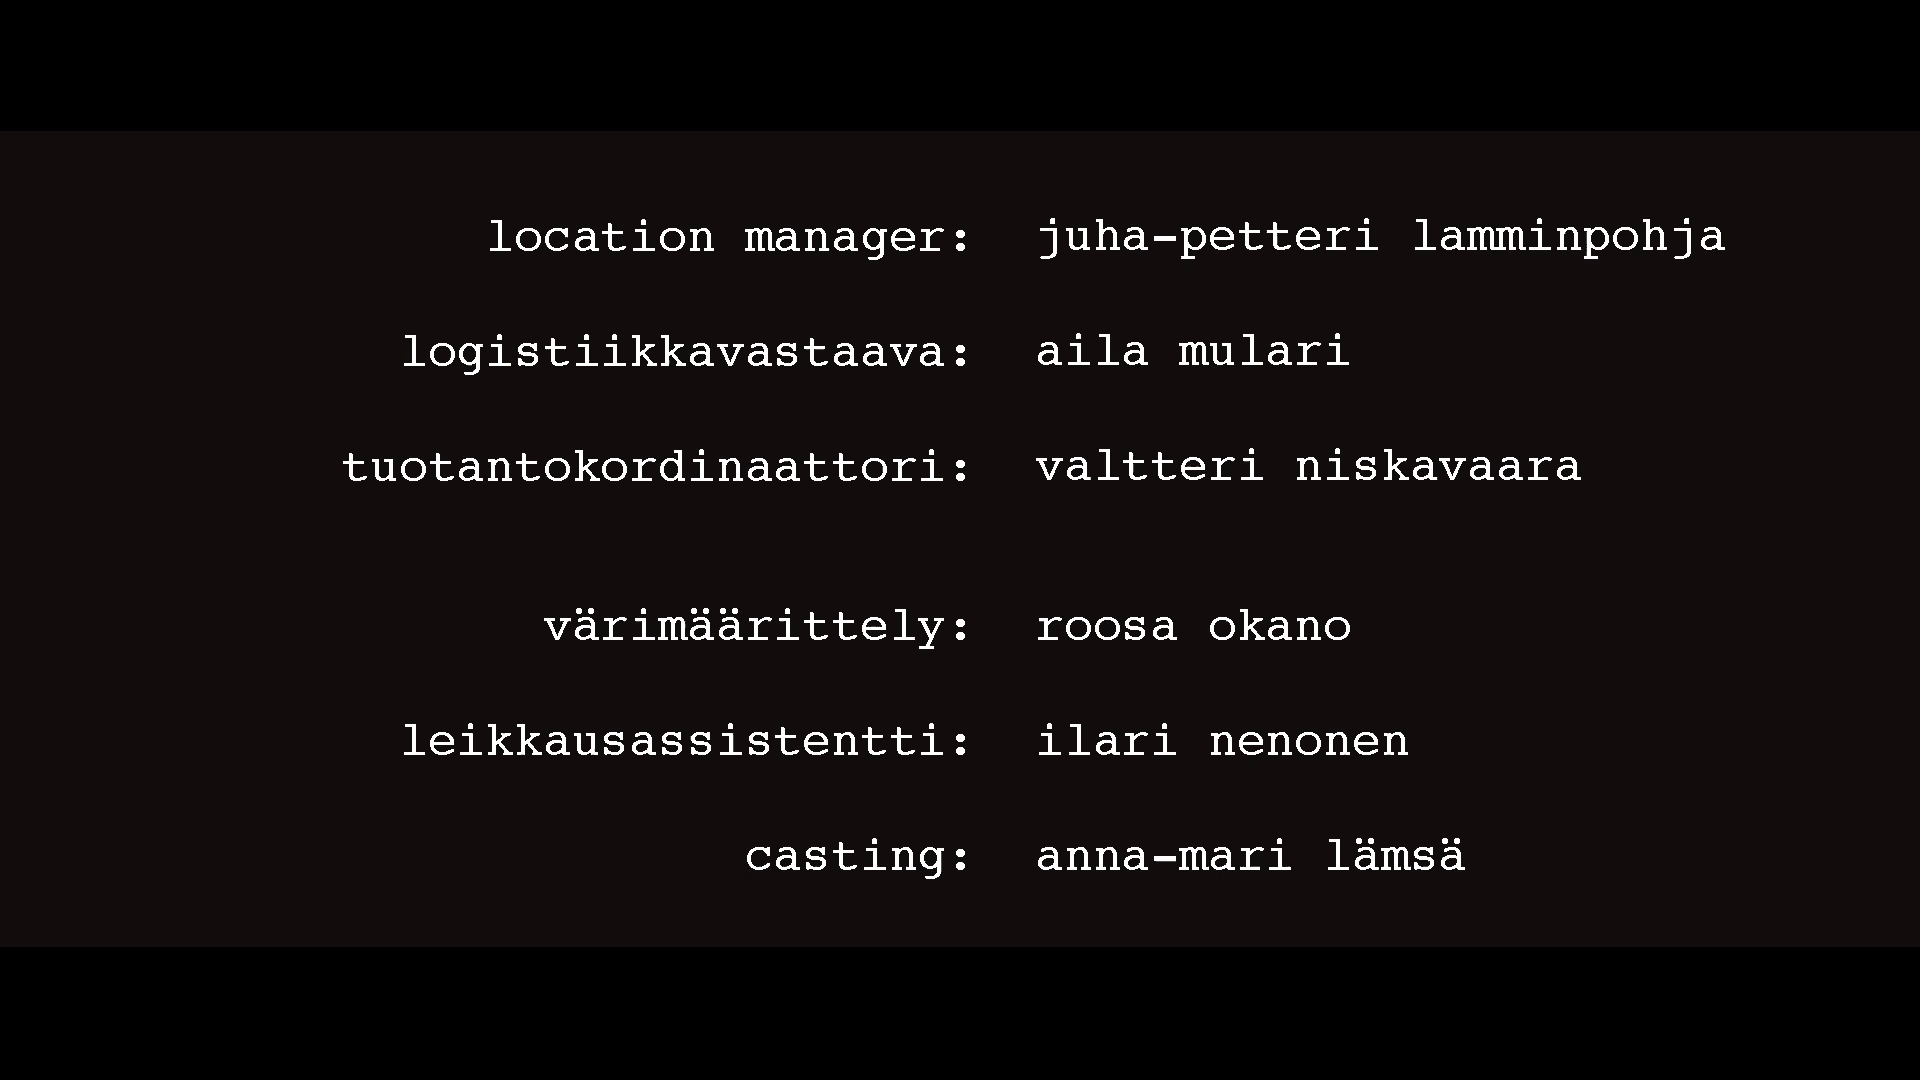 location manager: juha-petteri lamminpohja
logistiikkavastaava: aila mulari
tuotantokordinaattori: valtteri niskavaara
värimäärittely: roosa okano
leikkausassistentti: ilari nenonen
casting: anna-mari lämsä